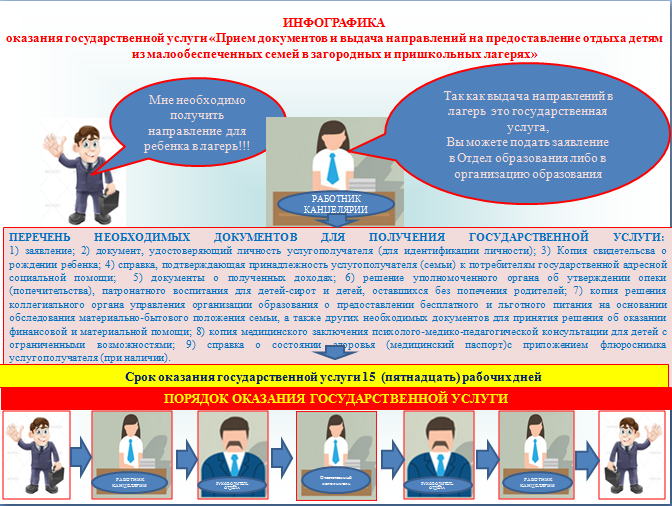 ИНФОГРАФИКА
оказания государственной услуги «Прием документов и выдача направлений на предоставление отдыха детям
из малообеспеченных семей в загородных и пришкольных лагерях»
Мне необходимо
получить
направление для
ребенка в лагерь!!!
Так как выдача направлений в
лагерь это государственная
услуга,
Вы можете подать заявление
в Отдел образования либо в
организацию образования
РАБОТНИК
КАНЦЕЛЯРИИ
ПЕРЕЧЕНЬ НЕОБХОДИМЫХ ДОКУМЕНТОВ ДЛЯ ПОЛУЧЕНИЯ ГОСУДАРСТВЕННОЙ УСЛУГИ:
1) заявление; 2) документ, удостоверяющий личность услугополучателя (для идентификации личности); 3) Копия свидетельсва о
рождении ребенка; 4) справка, подтверждающая принадлежность услугополучателя (семьи) к потребителям государственной адресной
социальной помощи; 5) документы о полученных доходах; 6) решение уполномоченного органа об утверждении опеки
(попечительства), патронатного воспитания для детей-сирот и детей, оставшихся без попечения родителей; 7) копия решения
коллегиального органа управления организации образования о предоставлении бесплатного и льготного питания на основании
обследования материально-бытового положения семьи, а также других необходимых документов для принятия решения об оказании
финансовой и материальной помощи; 8) копия медицинского заключения психолого-медико-педагогической консультации для детей с
ограниченными возможностями; 9) справка о состоянии здоровья (медицинский паспорт)с приложением флюроснимка
услугополучателя (при наличии).
Срок оказания государственной услуги 15 (пятнадцать) рабочих дней
ПОРЯДОК ОКАЗАНИЯ ГОСУДАРСТВЕННОЙ УСЛУГИ
РАБОТНИК
КАНЦЕЛЯРИИ
РУКОВОДИТЕЛЬ
ОТДЕЛА
Ответственный
исполнитель
РУКОВОДИТЕЛЬ
ОТДЕЛА
РАБОТНИК
КАНЦЕЛЯРИИ